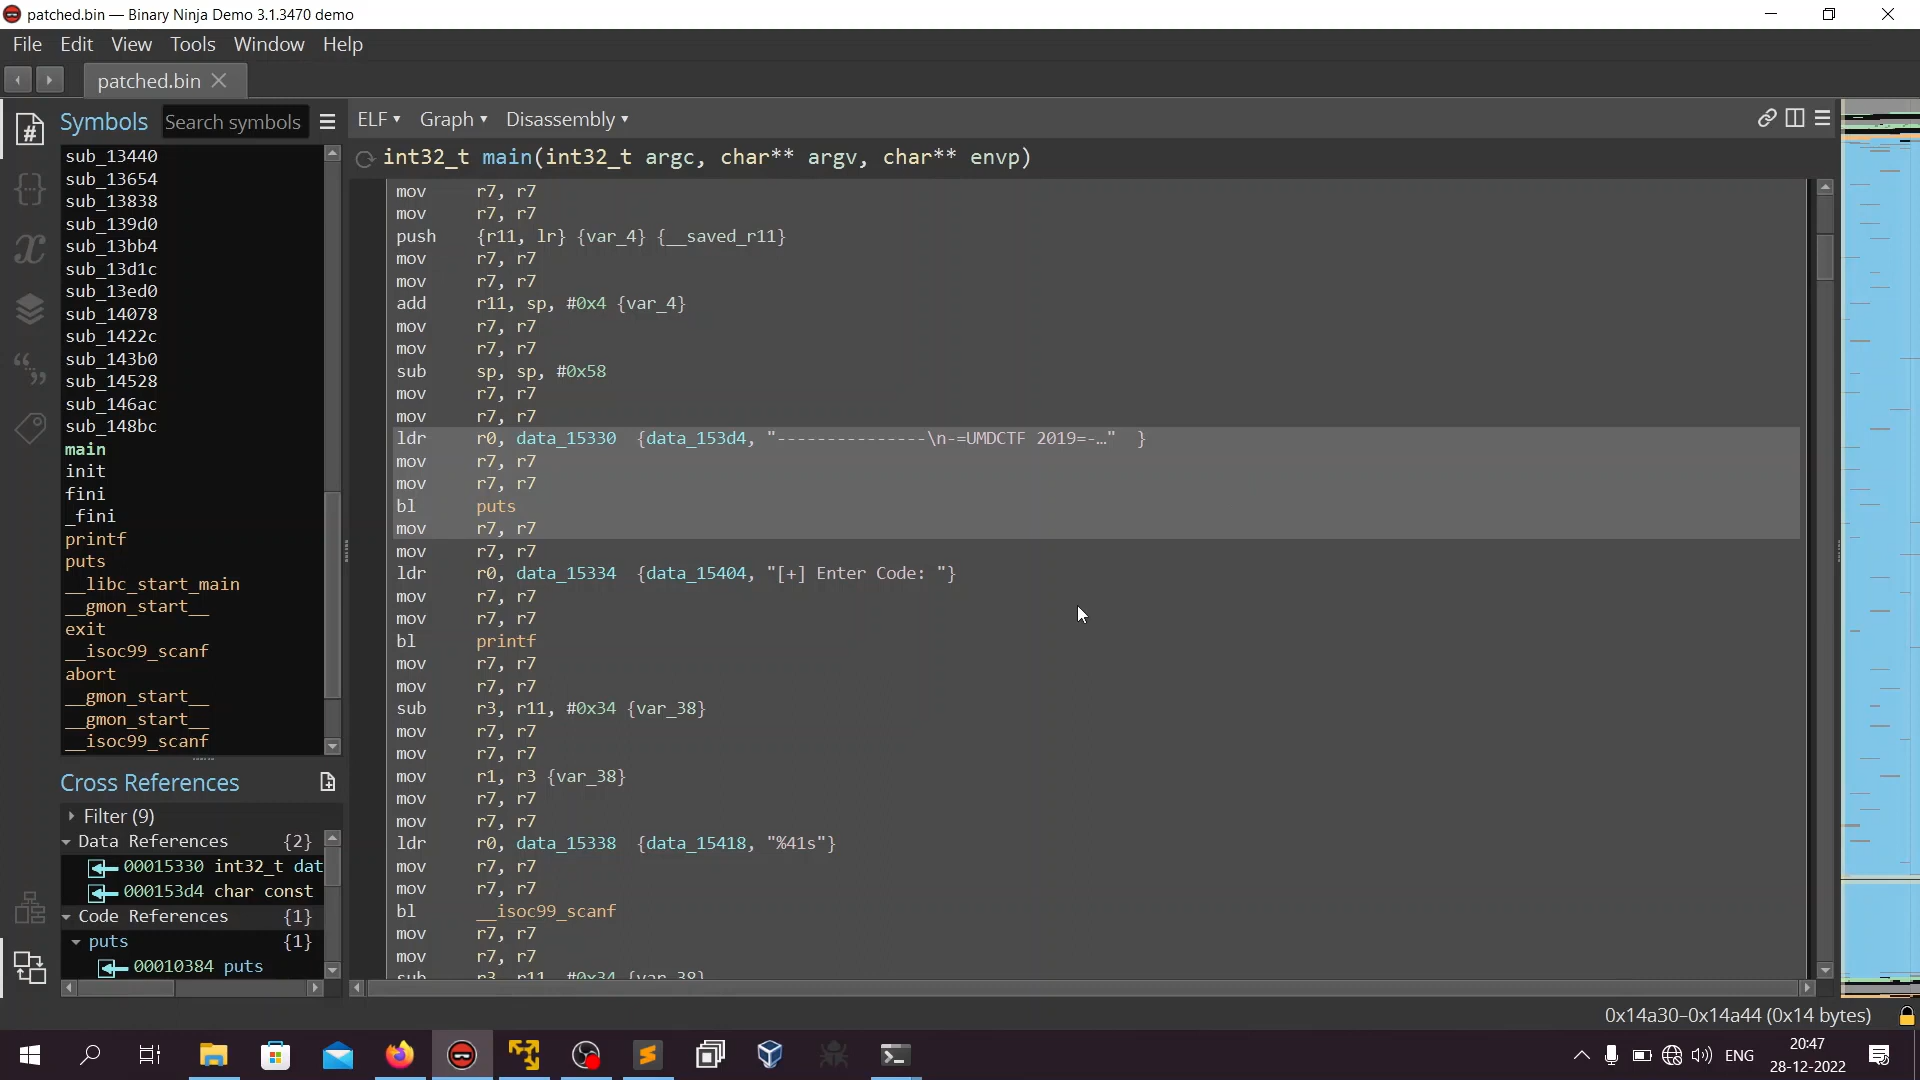 patched.bin — Binary Ninja Demo 3.1.3470 demo
File Edit View Tools Window Help
patched.bin
Symbols
Search symbols
ELF Graph Disassembly
int32_t main(int32_t argc, char** argv, char** envp)
sub_13440
sub_13654
sub_13838
sub_139d0
sub_13bb4
sub_13d1c
sub_13ed0
sub_14078
sub_1422c
sub_143b0
sub_14528
sub_146ac
sub_148bc
main
init
fini
_fini
printf
puts
__libc_start_main
__gmon_start__
exit
__isoc99_scanf
abort
__gmon_start__
__gmon_start__
__isoc99_scanf
Cross References
Filter (9)
Data References {2}
00015330 int32_t dat
000153d4 char const
Code References {1}
puts {1}
00010384 puts
mov r7, r7
mov r7, r7
push {r11, lr} {var_4} {__saved_r11}
mov r7, r7
mov r7, r7
add r11, sp, #0x4 {var_4}
mov r7, r7
mov r7, r7
sub sp, sp, #0x58
mov r7, r7
mov r7, r7
ldr r0, data_15330 {data_153d4, "---------------\n-=UMDCTF 2019=-…" }
mov r7, r7
mov r7, r7
bl puts
mov r7, r7
mov r7, r7
ldr r0, data_15334 {data_15404, "[+] Enter Code: "}
mov r7, r7
mov r7, r7
bl printf
mov r7, r7
mov r7, r7
sub r3, r11, #0x34 {var_38}
mov r7, r7
mov r7, r7
mov r1, r3 {var_38}
mov r7, r7
mov r7, r7
ldr r0, data_15338 {data_15418, "%41s"}
mov r7, r7
mov r7, r7
bl __isoc99_scanf
mov r7, r7
mov r7, r7
sub r3, r11, #0x34 {var_38}
0x14a30-0x14a44 (0x14 bytes)
ENG
20:47
28-12-2022